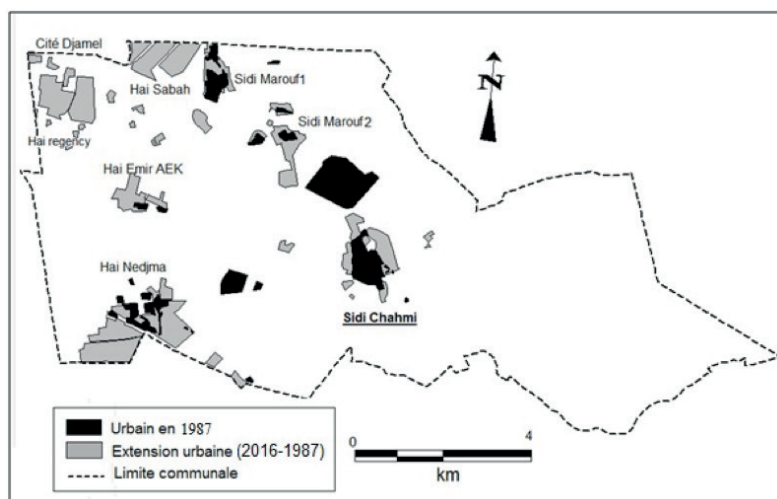 Cité Djamel
Hai Sabah
Sidi Marouf1
N
Hai regency
Sidi Marouf2
Hai Emir AEK
Hai Nedjma
Sidi Chahmi
Urbain en 1987
Extension urbaine (2016-1987)
Limite communale
0
4
km